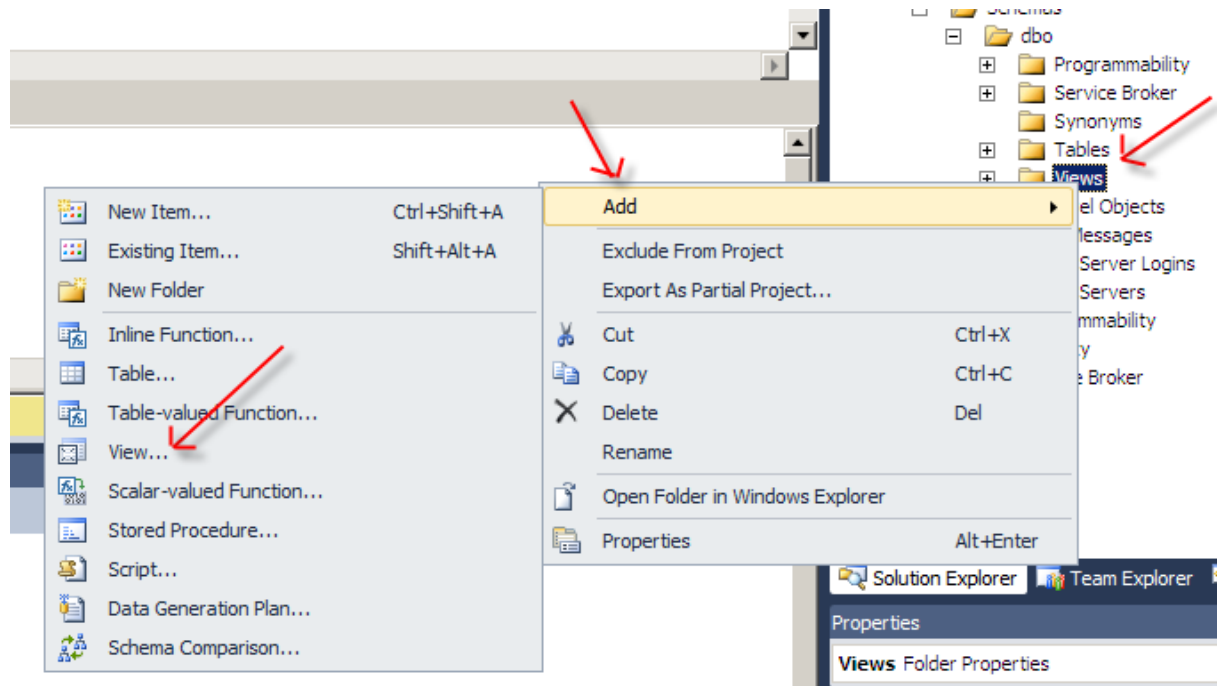 dbo
Programmability
Service Broker
Synonyms
Tables
Views
New Item... Ctrl+Shift+A
Existing Item... Shift+Alt+A
New Folder
Inline Function...
Table...
Table-valued Function...
View...
Scalar-valued Function...
Stored Procedure...
Script...
Data Generation Plan...
Schema Comparison...
Add
Exclude From Project
Export As Partial Project...
Cut Ctrl+X
Copy Ctrl+C
Delete Del
Rename
Open Folder in Windows Explorer
Properties Alt+Enter
el Objects
Messages
Server Logins
Servers
mmability
y
e Broker
Solution Explorer Team Explorer
Properties
Views Folder Properties